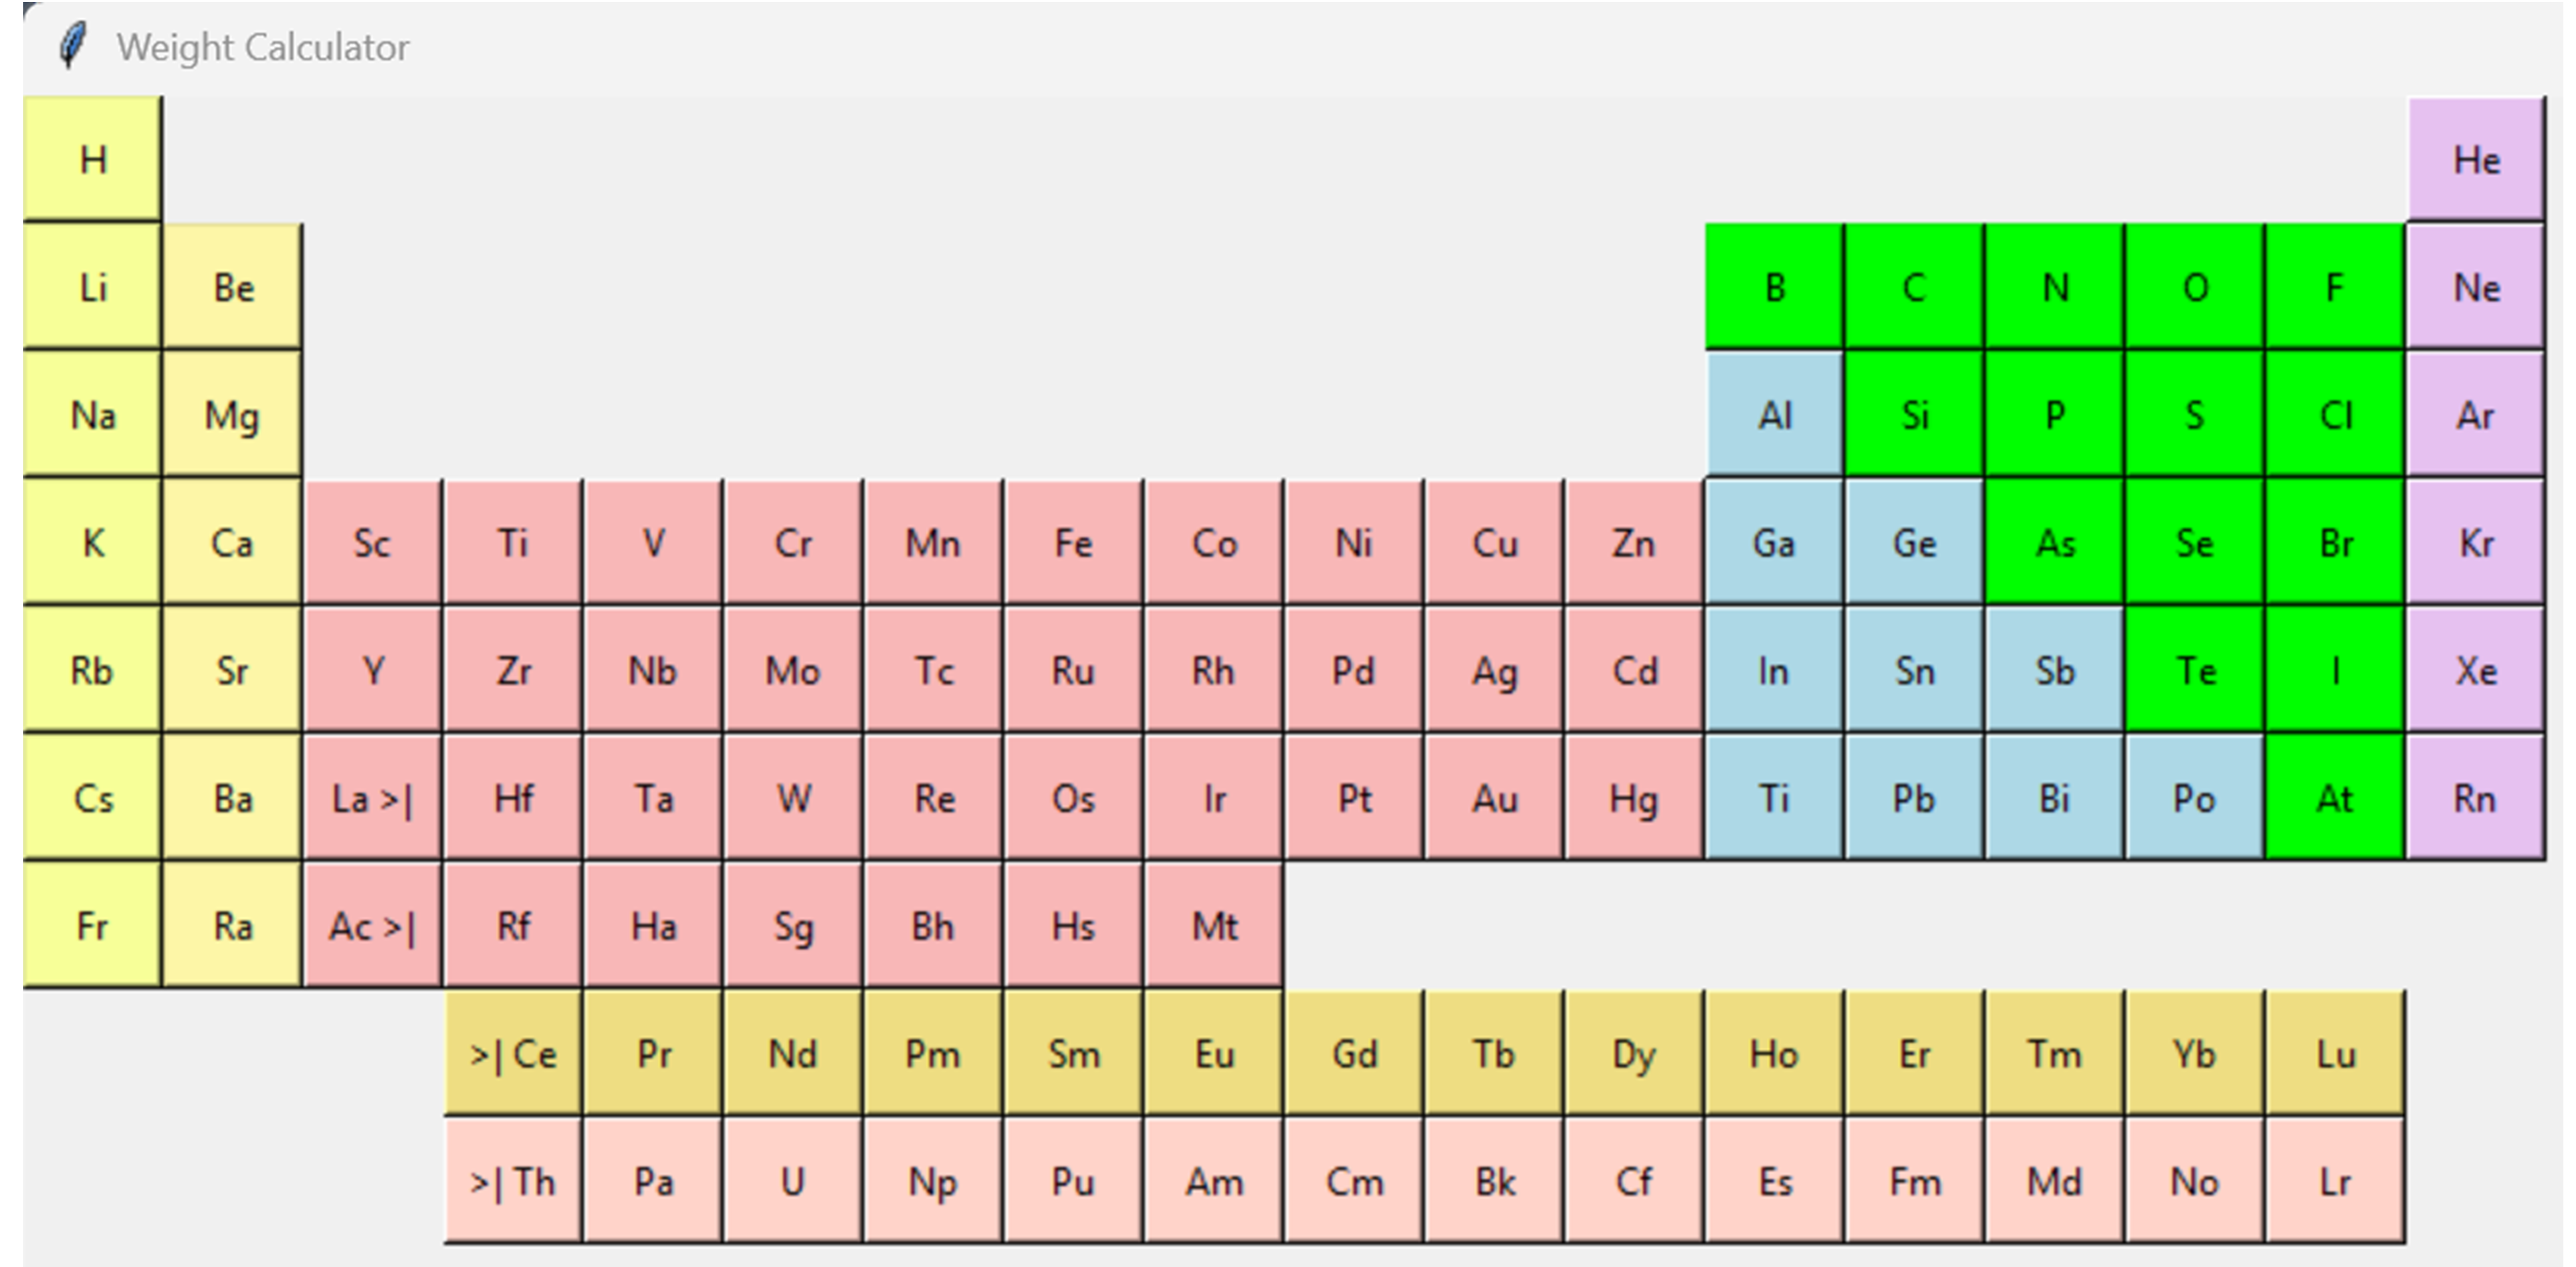 Weight Calculator
H He
Li Be B C N O F Ne
Na Mg Al Si P S Cl Ar
K Ca Sc Ti V Cr Mn Fe Co Ni Cu Zn Ga Ge As Se Br Kr
Rb Sr Y Zr Nb Mo Tc Ru Rh Pd Ag Cd In Sn Sb Te I Xe
Cs Ba La >| Hf Ta W Re Os Ir Pt Au Hg Ti Pb Bi Po At Rn
Fr Ra Ac >| Rf Ha Sg Bh Hs Mt
>| Ce Pr Nd Pm Sm Eu Gd Tb Dy Ho Er Tm Yb Lu
>| Th Pa U Np Pu Am Cm Bk Cf Es Fm Md No Lr